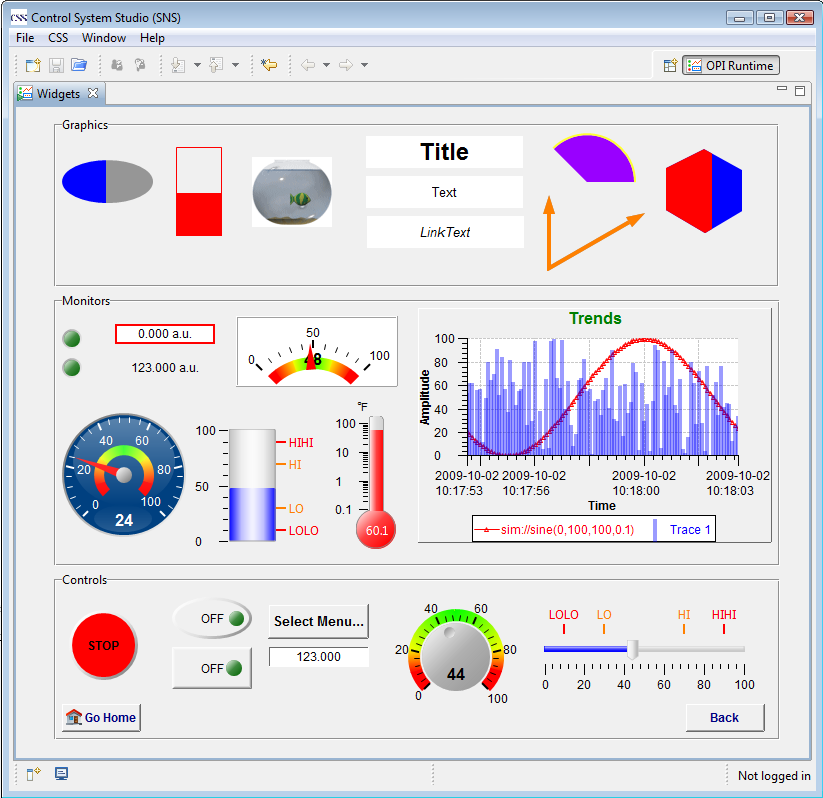 CSS Control System Studio (SNS)
File CSS Window Help
OPI Runtime
Widgets
Graphics
Title
Text
LinkText
Monitors
0.000 a.u.
123.000 a.u.
0 50 100
48
0 20 40 60 80 100
24
100
50
0
HIHI
HI
LO
LOLO
°F
100
10
1
0.1
60.1
Trends
Amplitude
100
80
60
40
20
0
2009-10-02 2009-10-02 2009-10-02 2009-10-02
10:17:53 10:17:56 10:18:00 10:18:03
Time
sim://sine(0,100,100,0.1) Trace 1
Controls
STOP
OFF
OFF
Select Menu...
123.000
0 20 40 60 80 100
44
LOLO LO HI HIHI
0 20 40 60 80 100
Go Home
Back
Not logged in